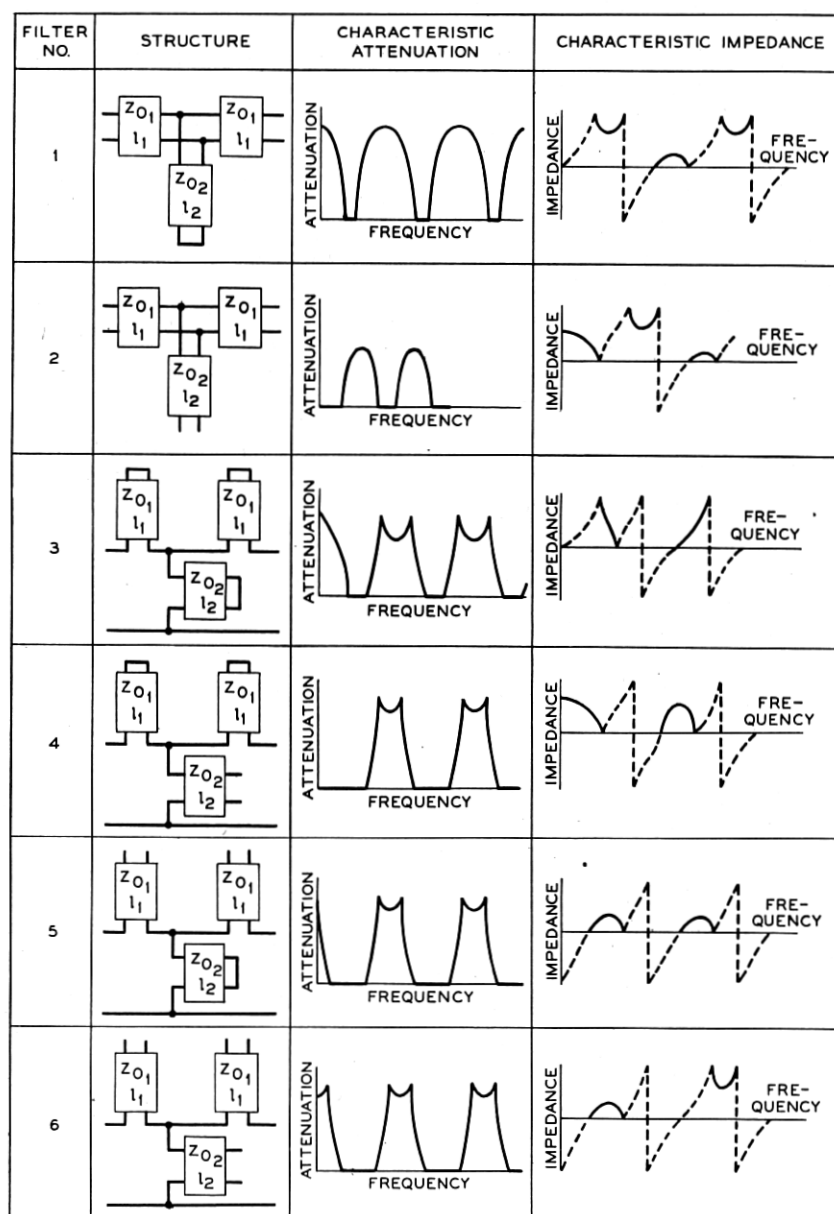 FILTER NO.
STRUCTURE
CHARACTERISTIC ATTENUATION
CHARACTERISTIC IMPEDANCE
1
Z01
l1
Z01
l1
Z02
l2
ATTENUATION
FREQUENCY
IMPEDANCE
FRE-
QUENCY
2
Z01
l1
Z01
l1
Z02
l2
ATTENUATION
FREQUENCY
IMPEDANCE
FRE-
QUENCY
3
Z01
l1
Z01
l1
Z02
l2
ATTENUATION
FREQUENCY
IMPEDANCE
FRE-
QUENCY
4
Z01
l1
Z01
l1
Z02
l2
ATTENUATION
FREQUENCY
IMPEDANCE
FRE-
QUENCY
5
Z01
l1
Z01
l1
Z02
l2
ATTENUATION
FREQUENCY
IMPEDANCE
FRE-
QUENCY
6
Z01
l1
Z01
l1
Z02
l2
ATTENUATION
FREQUENCY
IMPEDANCE
FRE-
QUENCY